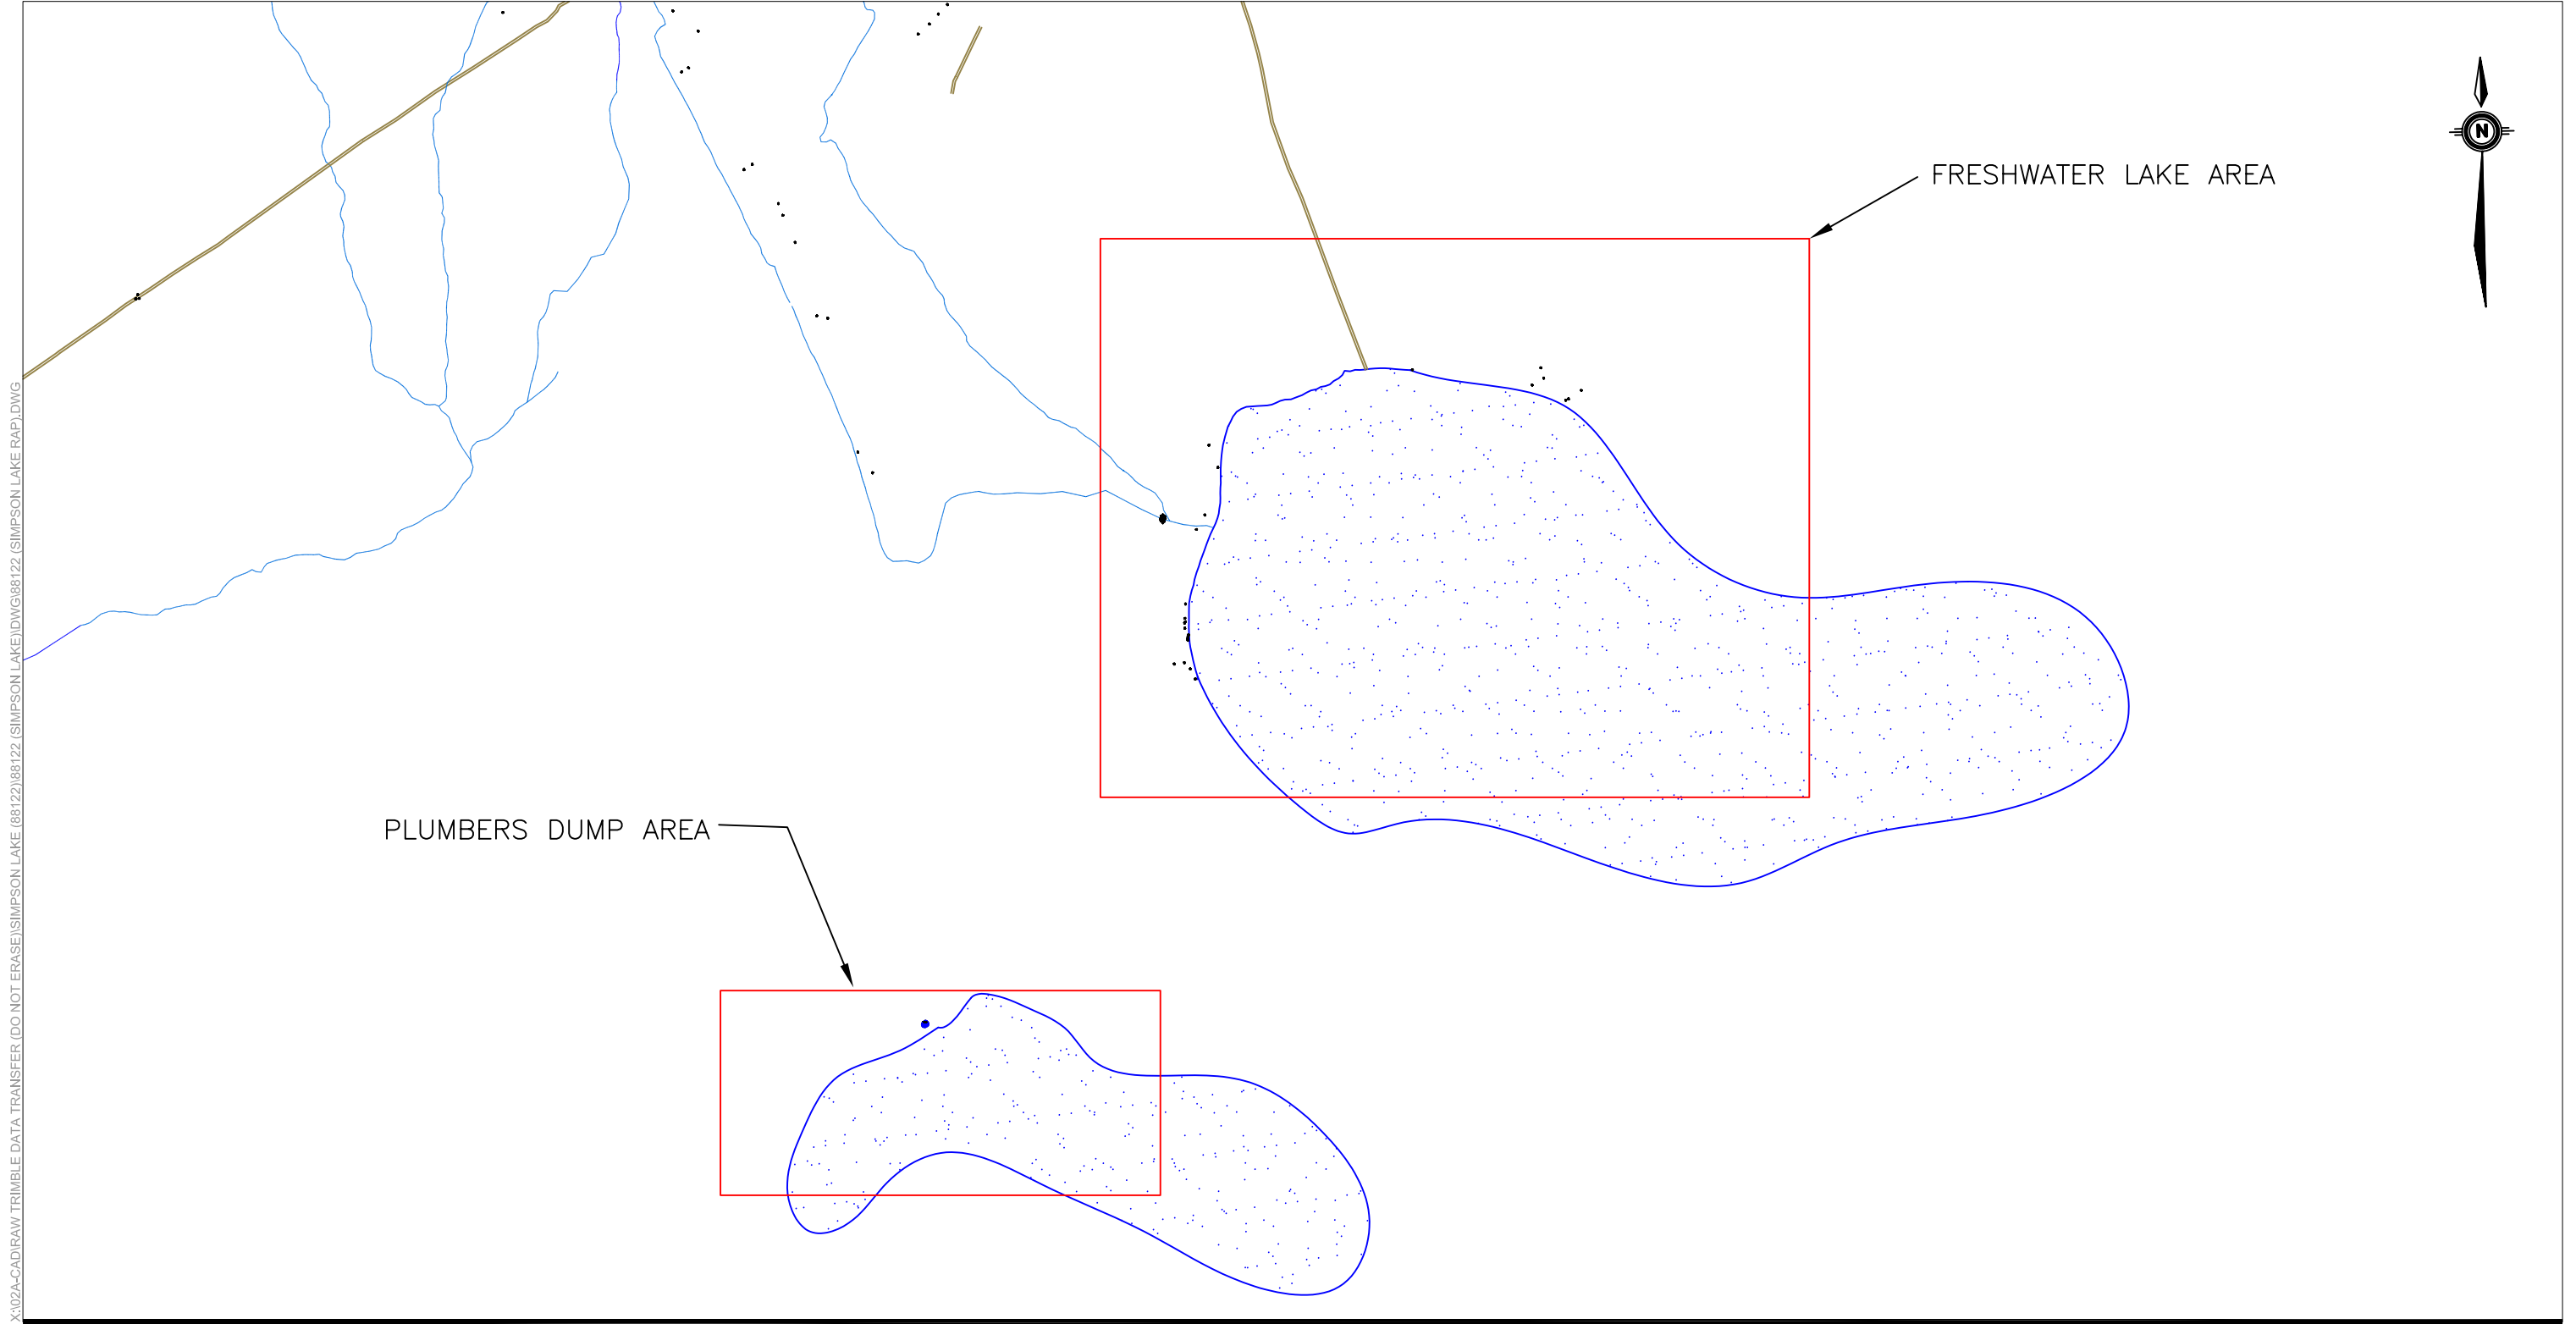 FRESHWATER LAKE AREA
PLUMBERS DUMP AREA
N
X:\02A-CAD\RAW TRIMBLE DATA TRANSFER (DO NOT ERASE)\SIMPSON LAKE (88122)\88122 (SIMPSON LAKE)\DWG\88122 (SIMPSON LAKE RAP).DWG